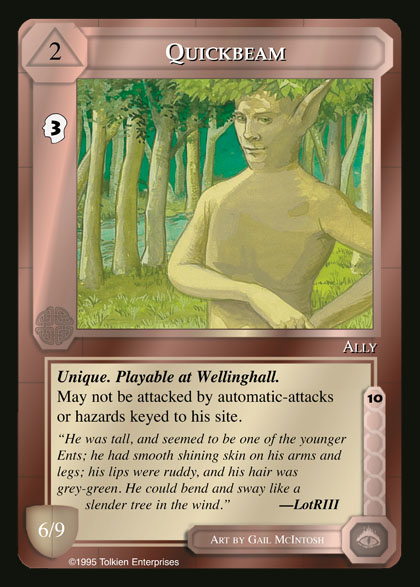 2
QUICKBEAM
3
ALLY
Unique. Playable at Wellinghall.
May not be attacked by automatic-attacks
or hazards keyed to his site.
10
“He was tall, and seemed to be one of the younger
Ents; he had smooth shining skin on his arms and
legs; his lips were ruddy, and his hair was
grey-green. He could bend and sway like a
slender tree in the wind.” —LotRIII
6/9
ART BY GAIL MCINTOSH
©1995 Tolkien Enterprises